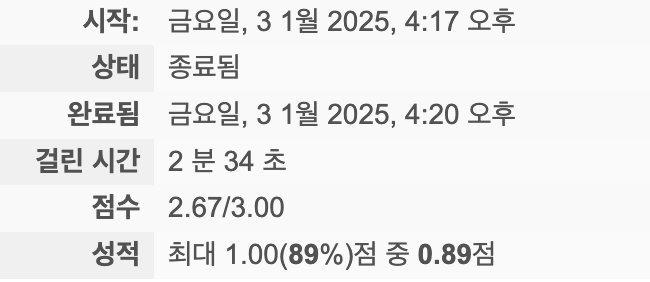 시작: 금요일, 3 1월 2025, 4:17 오후
상태 종료됨
완료됨 금요일, 3 1월 2025, 4:20 오후
걸린 시간 2 분 34 초
점수 2.67/3.00
성적 최대 1.00(89%)점 중 0.89점